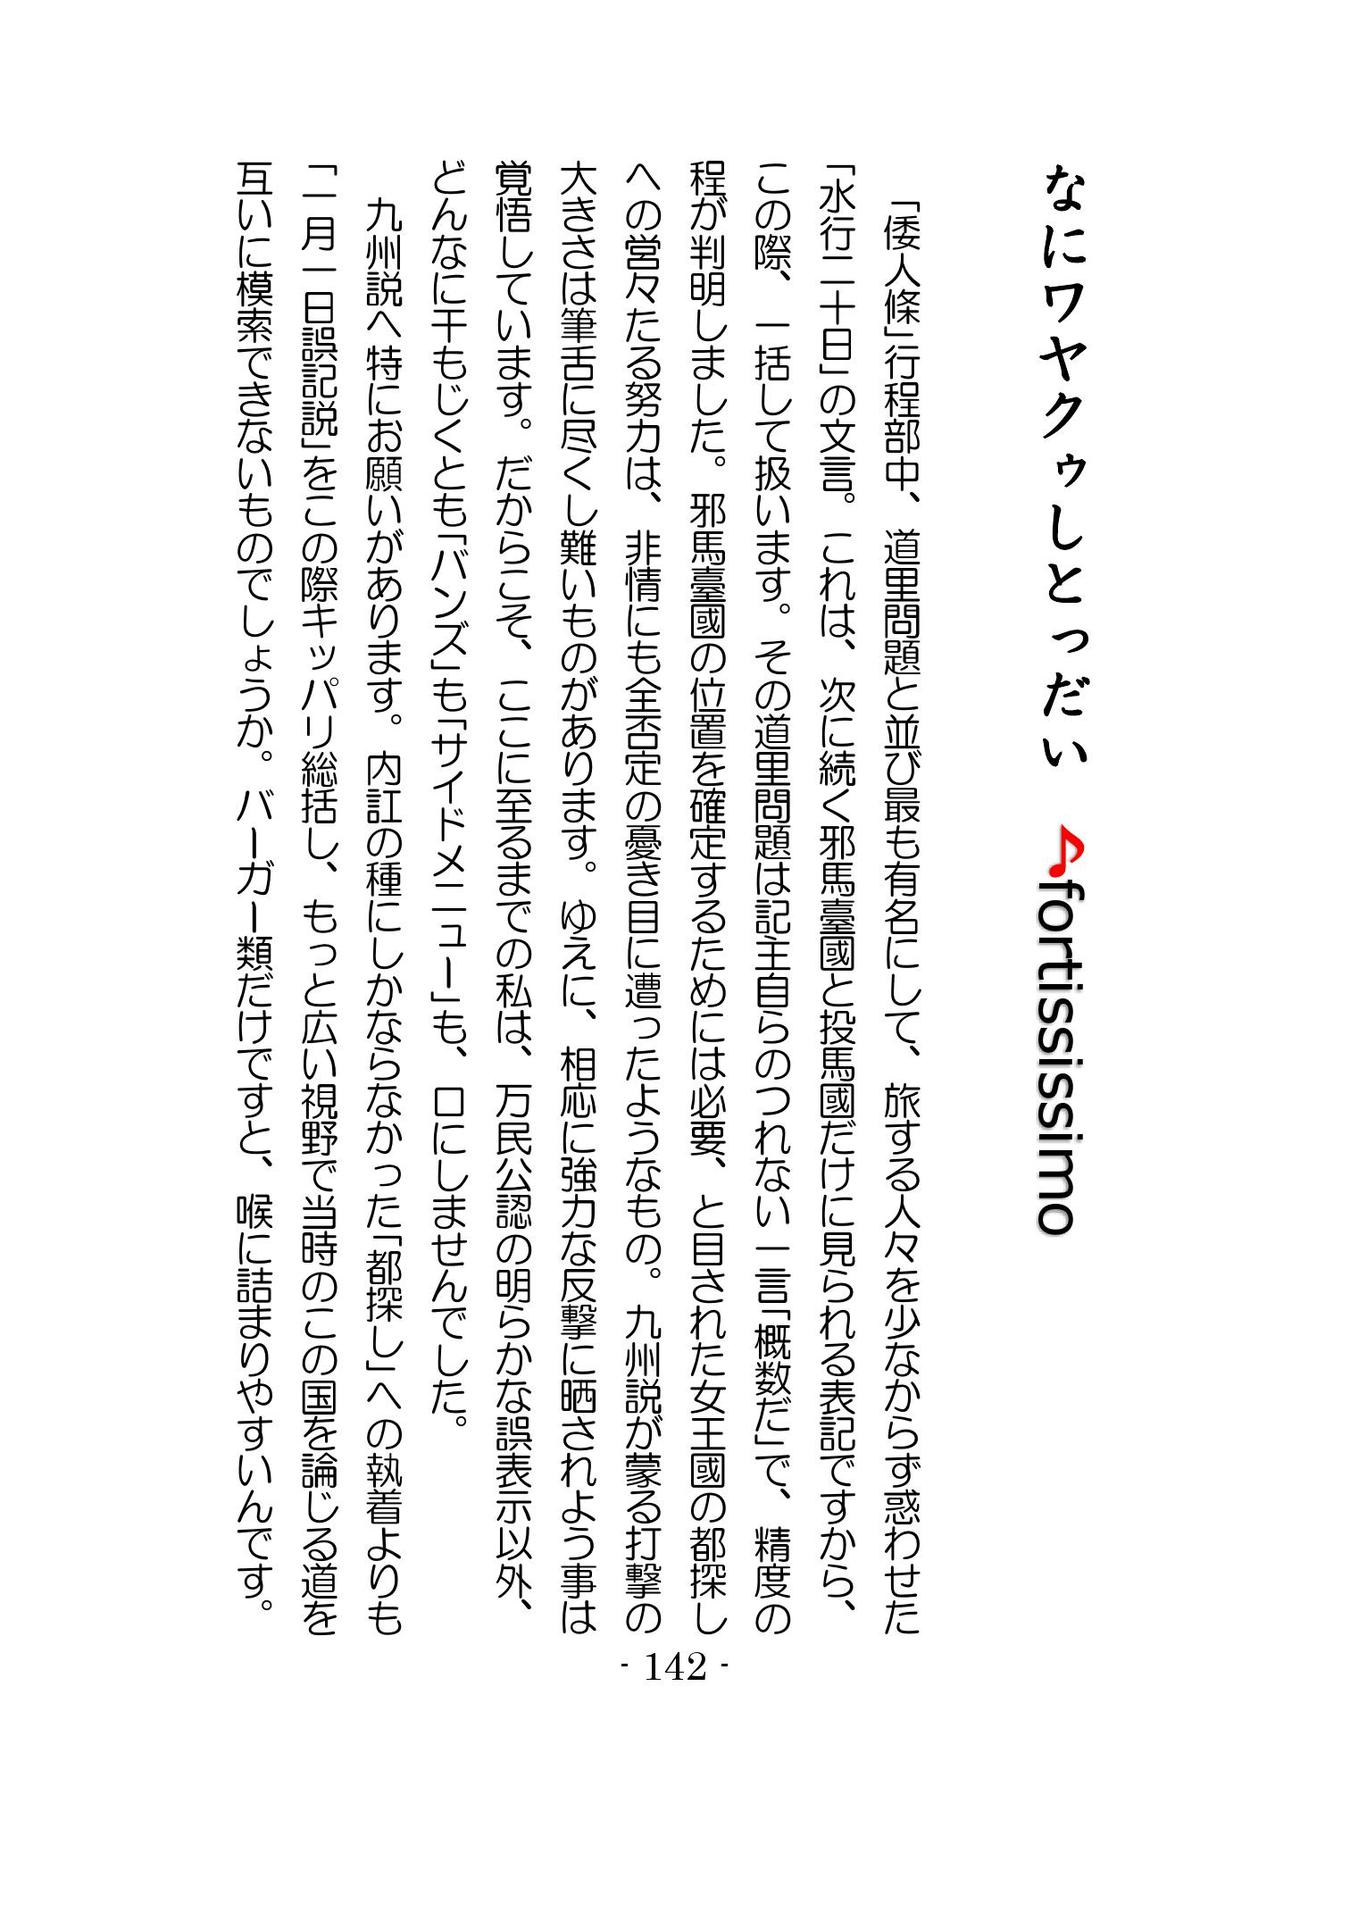 なにワヤクゥしとっだい ♪fortississimo
「倭人條」行程部中、道里問題と並び最も有名にして、旅する人々を少なからず惑わせた
「水行二十日」の文言。これは、次に続く邪馬臺國と投馬國だけに見られる表記ですから、
この際、一括して扱います。その道里問題は記主自らのつれない一言「概数だ」で、精度の
程が判明しました。邪馬臺國の位置を確定するためには必要、と目された女王國の都探し
への営々たる努力は、非情にも全否定の憂き目に遭ったようなもの。九州説が蒙る打撃の
大きさは筆舌に尽くし難いものがあります。ゆえに、相応に強力な反撃に晒されよう事は
覚悟しています。だからこそ、ここに至るまでの私は、万民公認の明らかな誤表示以外、
どんなに干もじくとも「バンズ」も「サイドメニュー」も、口にしませんでした。
九州説へ特にお願いがあります。内訌の種にしかならなかった「都探し」への執着よりも
「一月一日誤記説」をこの際キッパリ総括し、もっと広い視野で当時のこの国を論じる道を
互いに模索できないものでしょうか。バーガー類だけですと、喉に詰まりやすいんです。
- 142 -